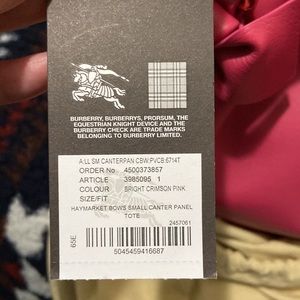 BURBERRY, BURBERRYS, PRORSUM, THE
EQUESTRIAN KNIGHT DEVICE AND THE
BURBERRY CHECK ARE TRADE MARKS
BELONGING TO BURBERRY LIMITED.
A/LL SM CANTERPAN CBW:PVCB:6714T
ORDER No 4500373857
ARTICLE 3985095 1
COLOUR BRIGHT CRIMSON PINK
SIZE/FIT
HAYMARKET BOWS SMALL CANTER PANEL
TOTE
2457061
65E
5045459416687